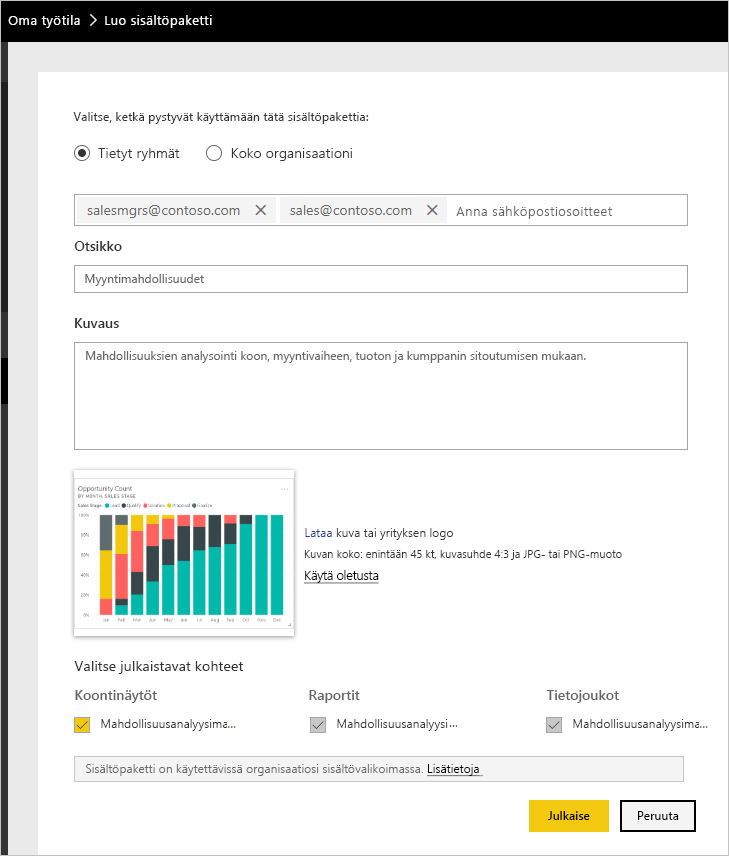 Oma työtila > Luo sisältöpaketti
Valitse, ketkä pystyvät käyttämään tätä sisältöpakettia:
Tietyt ryhmät Koko organisaationi
salesmgrs@contoso.com sales@contoso.com Anna sähköpostiosoitteet
Otsikko
Myyntimahdollisuudet
Kuvaus
Mahdollisuuksien analysointi koon, myyntivaiheen, tuoton ja kumppanin sitoutumisen mukaan.
Opportunity Count
BY MONTH, SALES STAGE
Sales Stage Lead Qualify Solution Proposal Finalize
100%
80%
60%
40%
20%
0%
Jan Feb Mar Apr May Jun Jul Aug Sep Oct Nov Dec
Lataa kuva tai yrityksen logo
Kuvan koko: enintään 45 kt, kuvasuhde 4:3 ja JPG- tai PNG-muoto
Käytä oletusta
Valitse julkaistavat kohteet
Koontinäytöt Raportit Tietojoukot
Mahdollisuusanalyysima... Mahdollisuusanalyysi... Mahdollisuusanalyysima...
Sisältöpaketti on käytettävissä organisaatiosi sisältövalikoimassa. Lisätietoja
Julkaise Peruuta